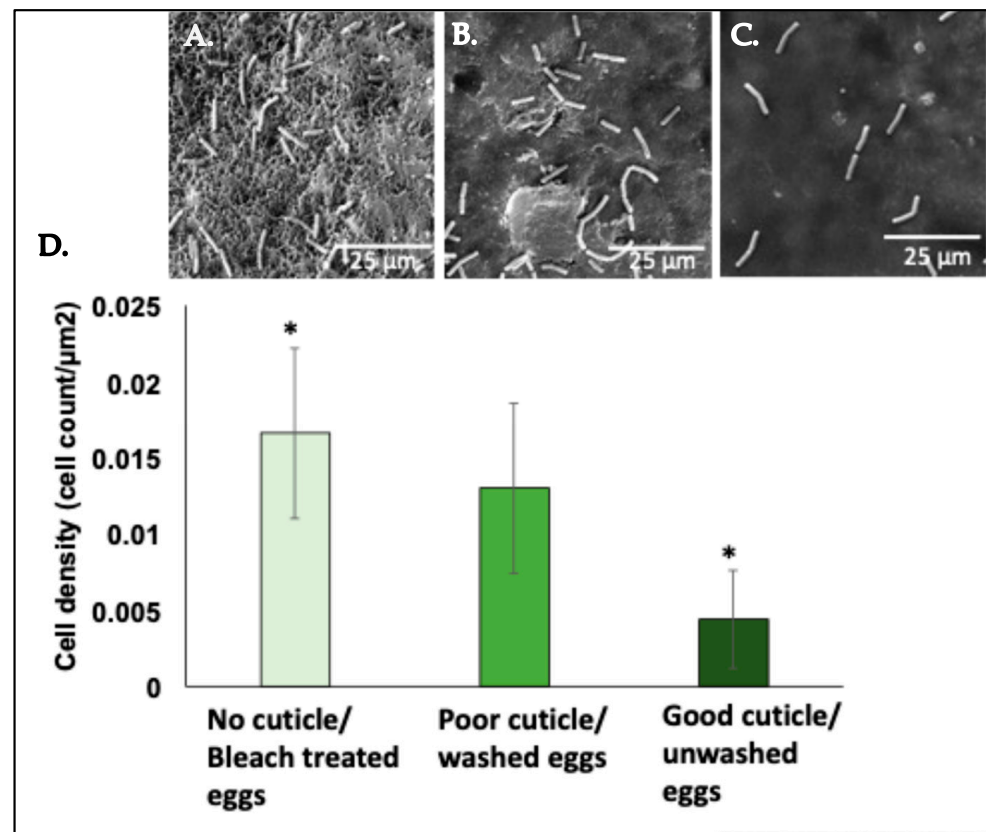 A.
B.
C.
25 µm
25 µm
25 µm
D.
Cell density (cell count/µm2)
0.025
0.02
0.015
0.01
0.005
0
*
*
No cuticle/
Bleach treated
eggs
Poor cuticle/
washed eggs
Good cuticle/
unwashed
eggs